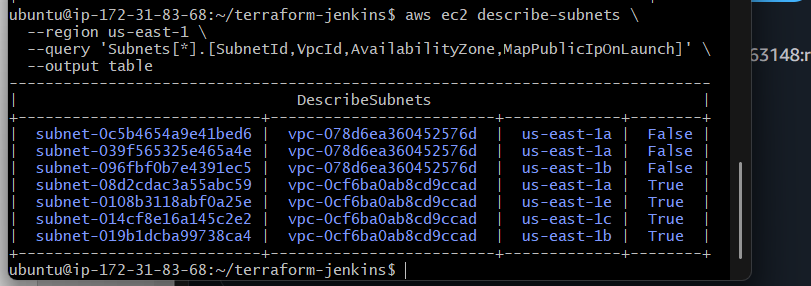 ubuntu@ip-172-31-83-68:~/terraform-jenkins$ aws ec2 describe-subnets \
  --region us-east-1 \
  --query 'Subnets[*].[SubnetId,VpcId,AvailabilityZone,MapPublicIpOnLaunch]' \
  --output table
63148:r
----------------------------------------------------------------------------------
|                                 DescribeSubnets                                |
+---------------------------+-------------------------+-------------+--------+
|  subnet-0c5b4654a9e41bed6 |  vpc-078d6ea360452576d  |  us-east-1a |  False |
|  subnet-039f565325e465a4e |  vpc-078d6ea360452576d  |  us-east-1a |  False |
|  subnet-096fbf0b7e4391ec5 |  vpc-078d6ea360452576d  |  us-east-1b |  False |
|  subnet-08d2cdac3a55abc59 |  vpc-0cf6ba0ab8cd9ccad  |  us-east-1a |  True  |
|  subnet-0108b3118abf0a25e |  vpc-0cf6ba0ab8cd9ccad  |  us-east-1e |  True  |
|  subnet-014cf8e16a145c2e2 |  vpc-0cf6ba0ab8cd9ccad  |  us-east-1c |  True  |
|  subnet-019b1dcba99738ca4 |  vpc-0cf6ba0ab8cd9ccad  |  us-east-1b |  True  |
+---------------------------+-------------------------+-------------+--------+
ubuntu@ip-172-31-83-68:~/terraform-jenkins$